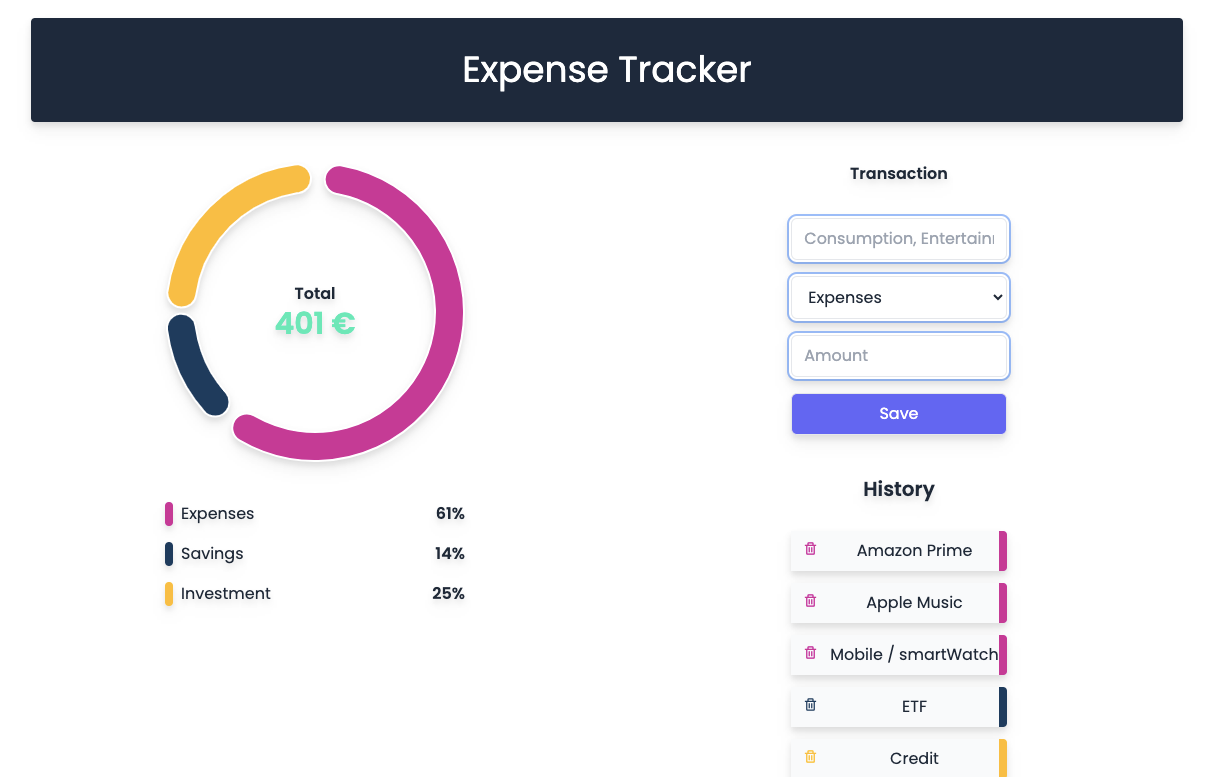 Expense Tracker
Total
401 €
Expenses 61%
Savings 14%
Investment 25%
Transaction
Consumption, Entertain
Expenses
Amount
Save
History
Amazon Prime
Apple Music
Mobile / smartWatch
ETF
Credit